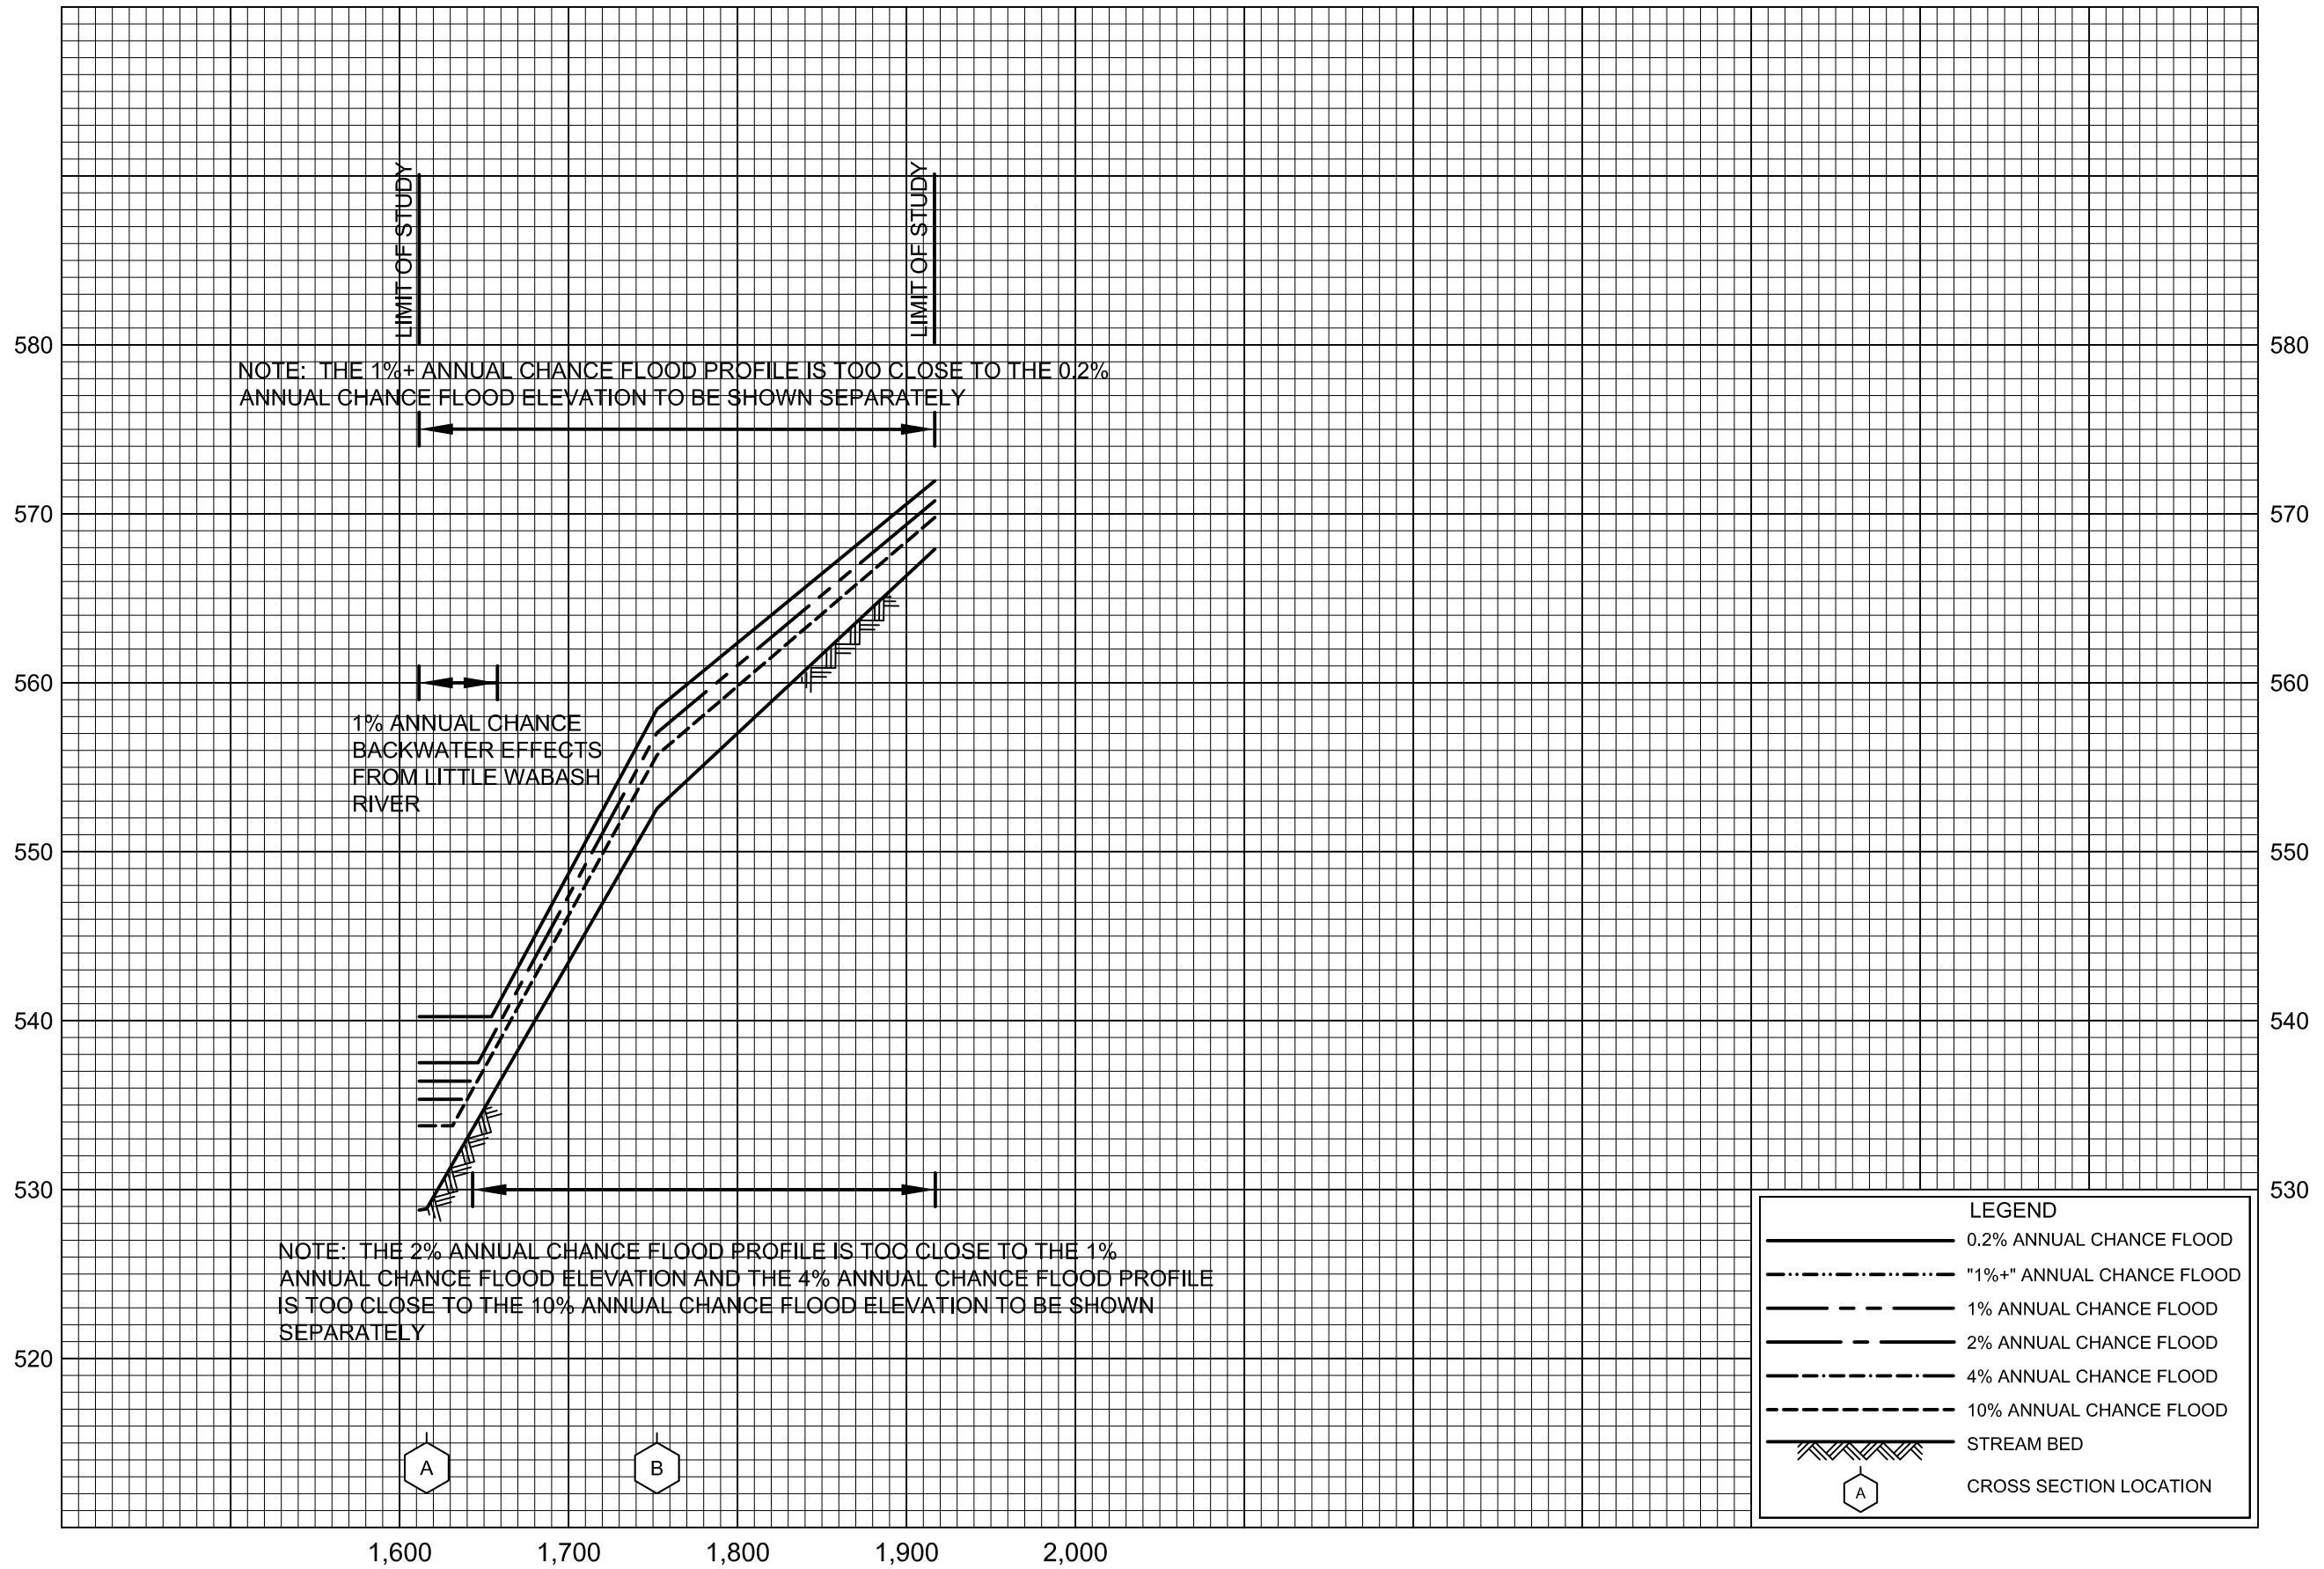 LIMIT OF STUDY
LIMIT OF STUDY
580
580
NOTE: THE 1%+ ANNUAL CHANCE FLOOD PROFILE IS TOO CLOSE TO THE 0.2%
ANNUAL CHANCE FLOOD ELEVATION TO BE SHOWN SEPARATELY
570
570
560
560
1% ANNUAL CHANCE
BACKWATER EFFECTS
FROM LITTLE WABASH
RIVER
550
550
540
540
530
530
NOTE: THE 2% ANNUAL CHANCE FLOOD PROFILE IS TOO CLOSE TO THE 1%
ANNUAL CHANCE FLOOD ELEVATION AND THE 4% ANNUAL CHANCE FLOOD PROFILE
IS TOO CLOSE TO THE 10% ANNUAL CHANCE FLOOD ELEVATION TO BE SHOWN
SEPARATELY
520
A
B
LEGEND
0.2% ANNUAL CHANCE FLOOD
"1%+" ANNUAL CHANCE FLOOD
1% ANNUAL CHANCE FLOOD
2% ANNUAL CHANCE FLOOD
4% ANNUAL CHANCE FLOOD
10% ANNUAL CHANCE FLOOD
STREAM BED
A CROSS SECTION LOCATION
1,600 1,700 1,800 1,900 2,000